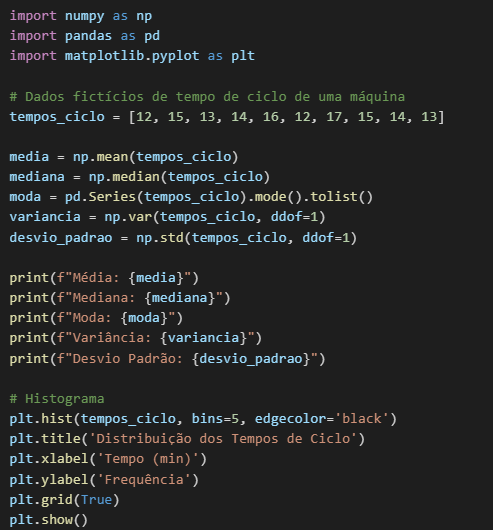 import numpy as np
import pandas as pd
import matplotlib.pyplot as plt

# Dados fictícios de tempo de ciclo de uma máquina
tempos_ciclo = [12, 15, 13, 14, 16, 12, 17, 15, 14, 13]

media = np.mean(tempos_ciclo)
mediana = np.median(tempos_ciclo)
moda = pd.Series(tempos_ciclo).mode().tolist()
variancia = np.var(tempos_ciclo, ddof=1)
desvio_padrao = np.std(tempos_ciclo, ddof=1)

print(f"Média: {media}")
print(f"Mediana: {mediana}")
print(f"Moda: {moda}")
print(f"Variância: {variancia}")
print(f"Desvio Padrão: {desvio_padrao}")

# Histograma
plt.hist(tempos_ciclo, bins=5, edgecolor='black')
plt.title('Distribuição dos Tempos de Ciclo')
plt.xlabel('Tempo (min)')
plt.ylabel('Frequência')
plt.grid(True)
plt.show()